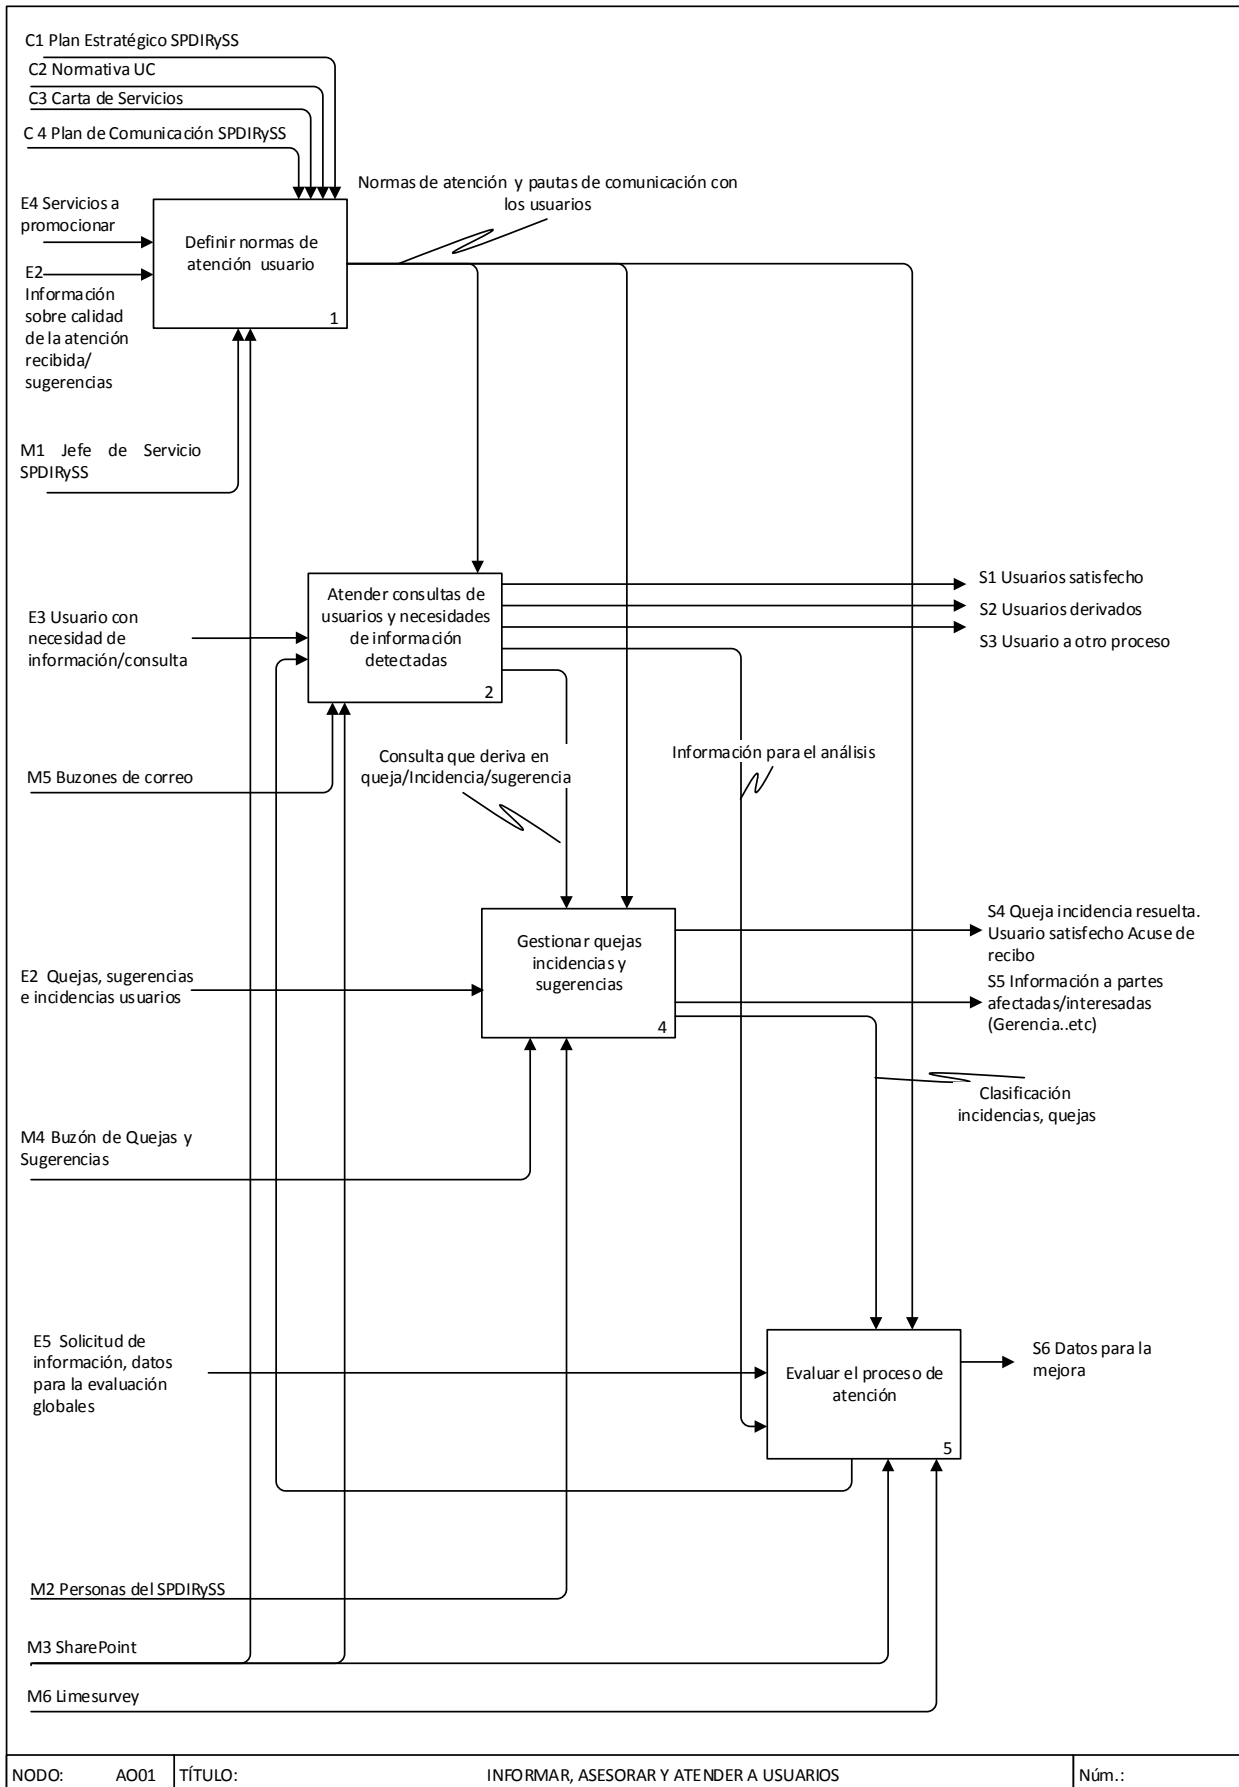 C1 Plan Estratégico SPDIRySS
C2 Normativa UC
C3 Carta de Servicios
C 4 Plan de Comunicación SPDIRySS
Normas de atención y pautas de comunicación con
los usuarios
E4 Servicios a
promocionar
Definir normas de
atención usuario
1
E2
Información
sobre calidad
de la atención
recibida/
sugerencias
M1 Jefe de Servicio
SPDIRySS
E3 Usuario con
necesidad de
información/consulta
Atender consultas de
usuarios y necesidades
de información
detectadas
2
S1 Usuarios satisfecho
S2 Usuarios derivados
S3 Usuario a otro proceso
M5 Buzones de correo
Consulta que deriva en
queja/Incidencia/sugerencia
Información para el análisis
E2 Quejas, sugerencias
e incidencias usuarios
Gestionar quejas
incidencias y
sugerencias
4
S4 Queja incidencia resuelta.
Usuario satisfecho Acuse de
recibo
S5 Información a partes
afectadas/interesadas
(Gerencia..etc)
Clasificación
incidencias, quejas
M4 Buzón de Quejas y
Sugerencias
E5 Solicitud de
información, datos
para la evaluación
globales
Evaluar el proceso de
atención
5
S6 Datos para la
mejora
M2 Personas del SPDIRySS
M3 SharePoint
M6 Limesurvey
NODO: AO01 TÍTULO: INFORMAR, ASESORAR Y ATENDER A USUARIOS Núm.: